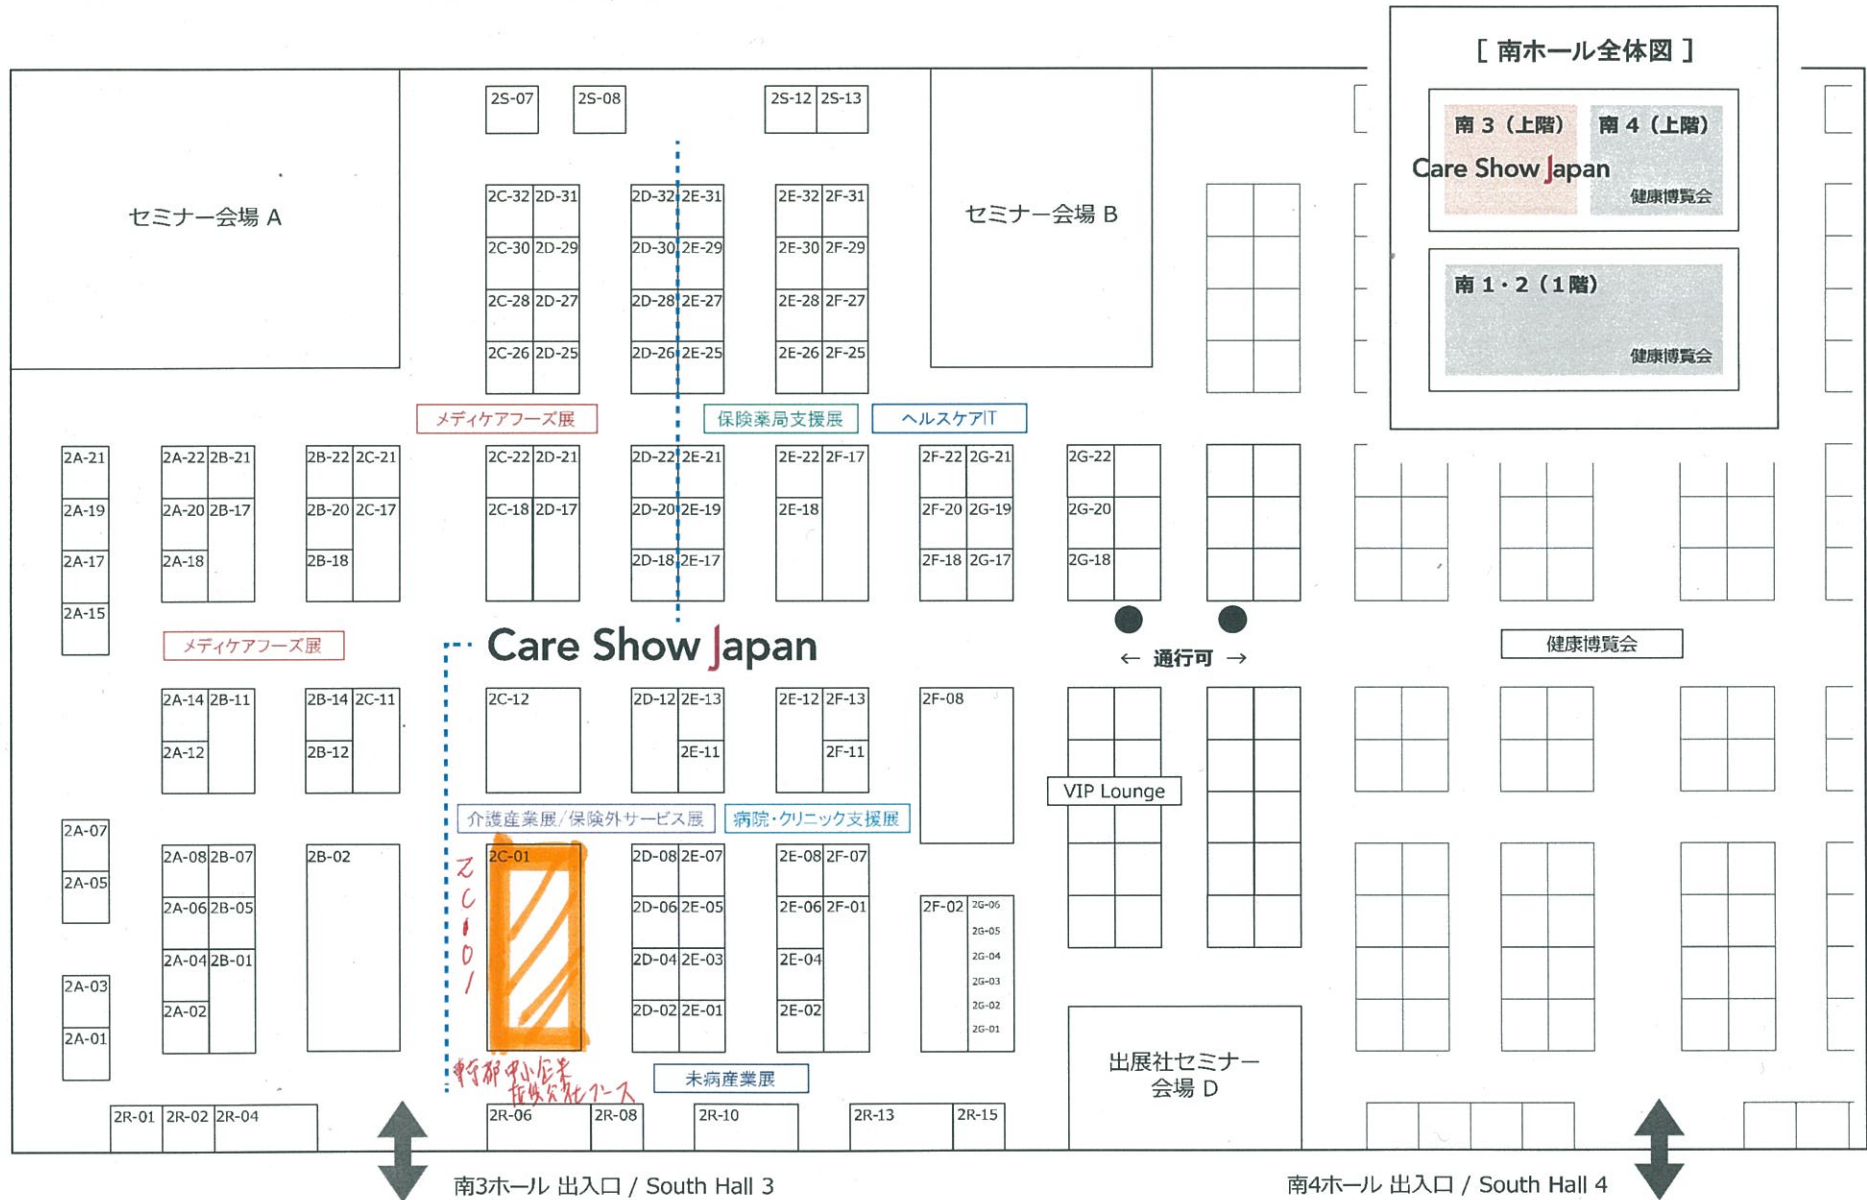 [ 南ホール全体図 ]
南 3（上階） 南 4（上階）
Care Show Japan
健康博覧会
南 1・2（1階）
健康博覧会
2S-07 2S-08 2S-12 2S-13
セミナー会場 A
セミナー会場 B
2C-32 2D-31 2D-32 2E-31 2E-32 2F-31
2C-30 2D-29 2D-30 2E-29 2E-30 2F-29
2C-28 2D-27 2D-28 2E-27 2E-28 2F-27
2C-26 2D-25 2D-26 2E-25 2E-26 2F-25
メディケアフーズ展 保険薬局支援展 ヘルスケアIT
2A-21 2A-22 2B-21 2B-22 2C-21 2C-22 2D-21 2D-22 2E-21 2E-22 2F-17 2F-22 2G-21 2G-22
2A-19 2A-20 2B-17 2B-20 2C-17 2C-18 2D-17 2D-20 2E-19 2E-18 2F-20 2G-19 2G-20
2A-17 2A-18 2B-18 2D-18 2E-17 2F-18 2G-17 2G-18
2A-15
メディケアフーズ展 Care Show Japan ← 通行可 → 健康博覧会
2A-14 2B-11 2B-14 2C-11 2C-12 2D-12 2E-13 2E-12 2F-13 2F-08
2A-12 2B-12 2E-11 2F-11
VIP Lounge
介護産業展/保険外サービス展 病院・クリニック支援展
2A-07
2A-08 2B-07 2B-02 2C-01 2D-08 2E-07 2E-08 2F-07
2A-05
2A-06 2B-05 2D-06 2E-05 2E-06 2F-01 2F-02 2G-06
2G-05
2A-04 2B-01 2D-04 2E-03 2E-04 2G-04
2A-03 2G-03
2A-02 2D-02 2E-01 2E-02 2G-02
2A-01 2G-01
2C-01
ブース
未病産業展
出展社セミナー
会場 D
2R-01 2R-02 2R-04 2R-06 2R-08 2R-10 2R-13 2R-15
南3ホール 出入口 / South Hall 3
南4ホール 出入口 / South Hall 4